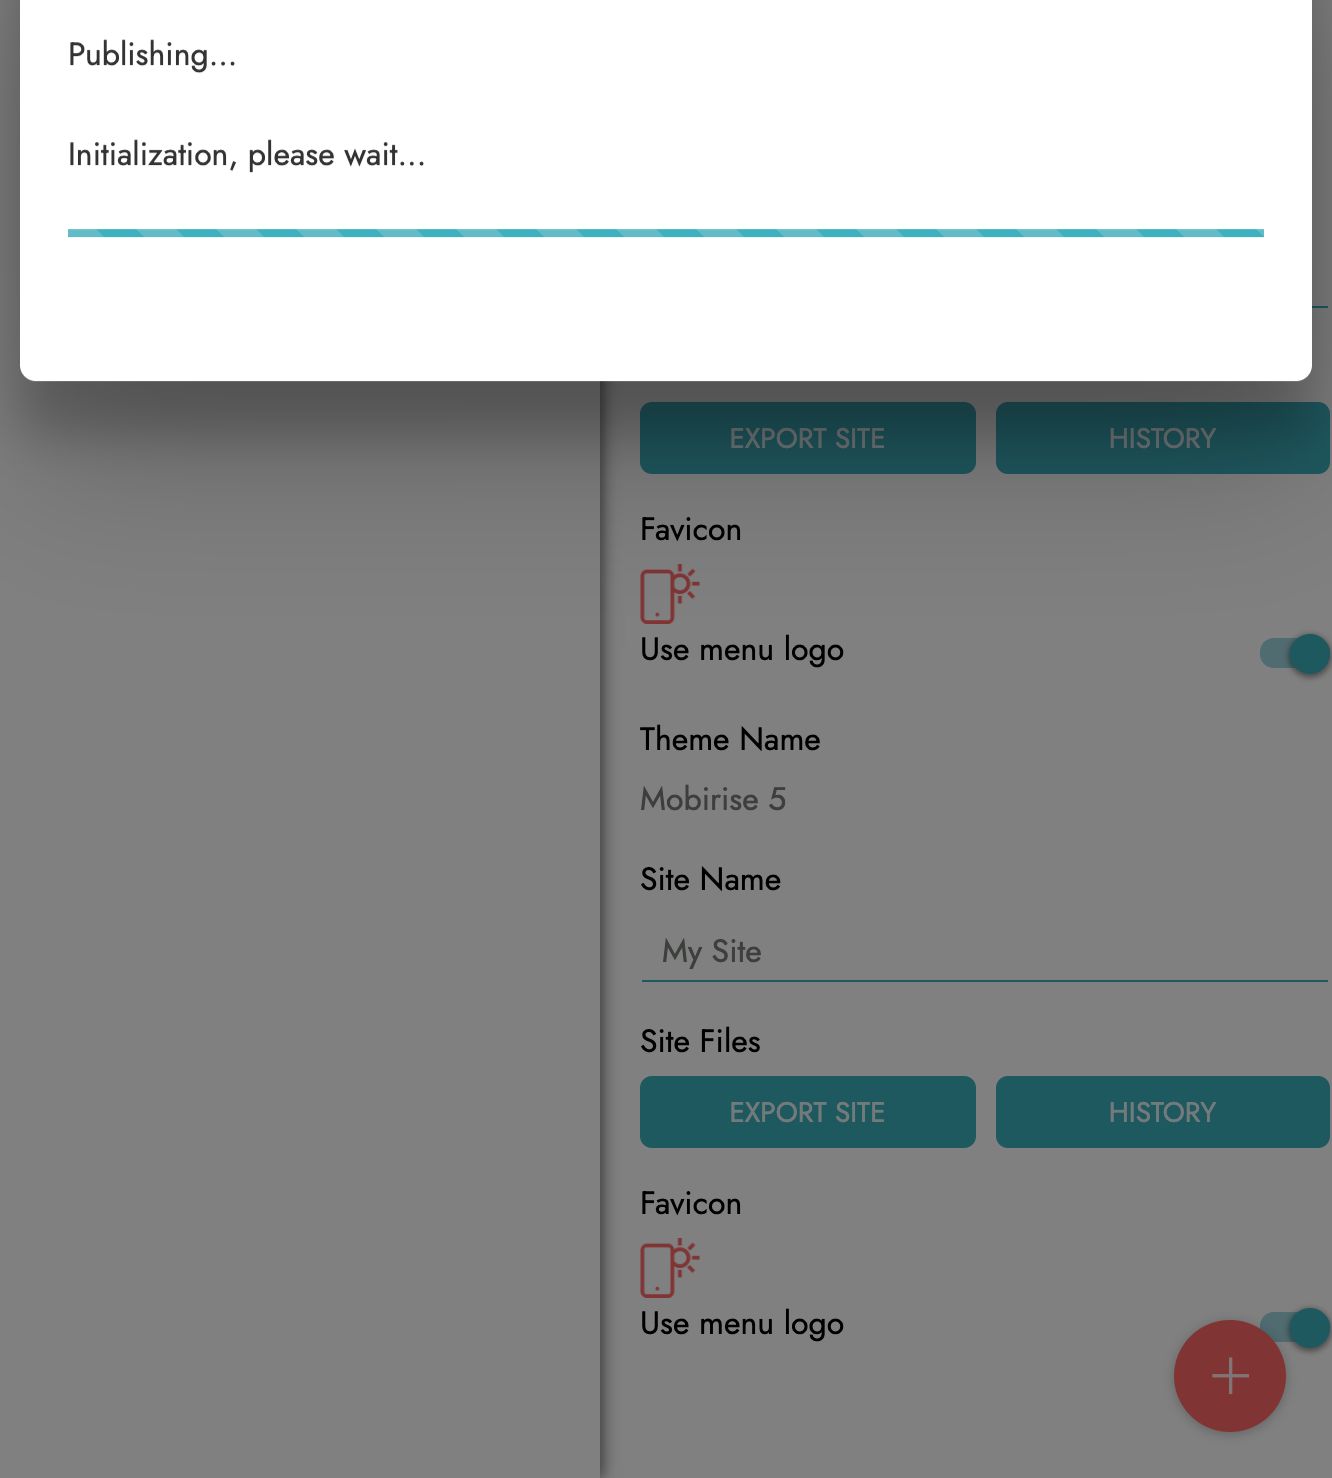 Publishing...
Initialization, please wait...
EXPORT SITE
HISTORY
Favicon
Use menu logo
Theme Name
Mobirise 5
Site Name
My Site
Site Files
EXPORT SITE
HISTORY
Favicon
Use menu logo